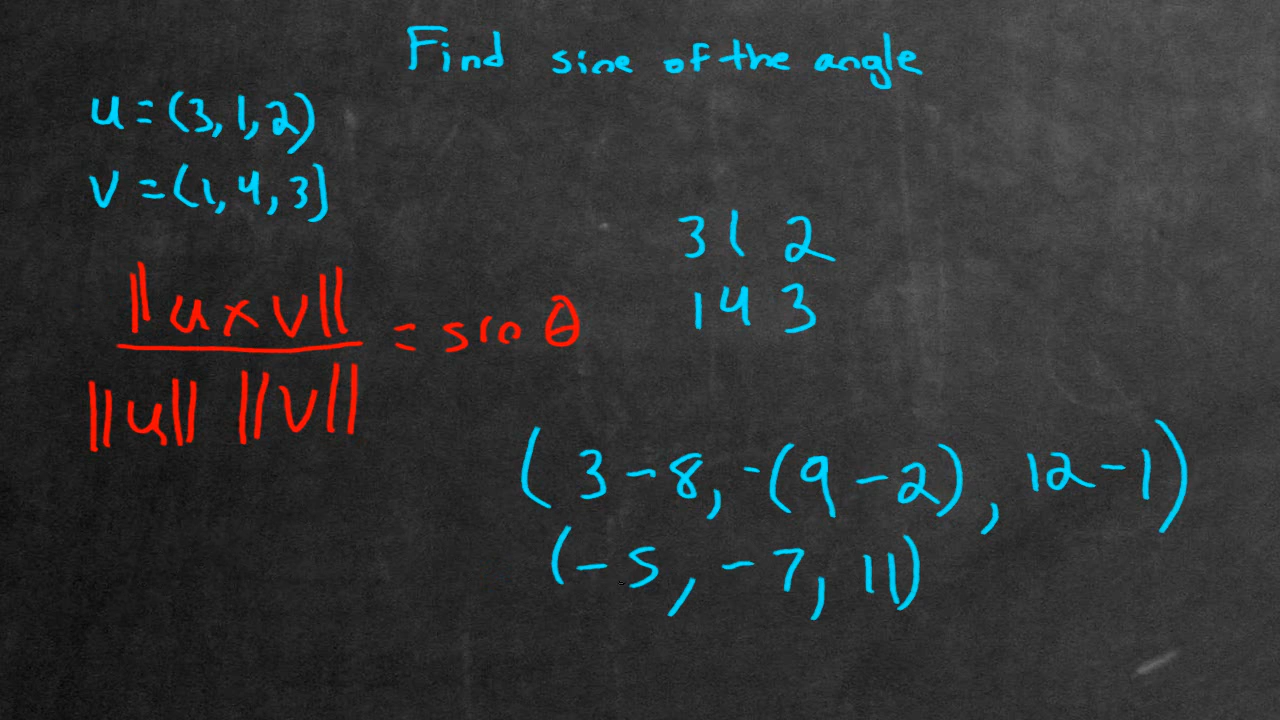 Find sine of the angle
u = (3, 1, 2)
v = (1, 4, 3]
3 1 2
1 4 3
||u × v||
||u|| ||v||
= sin θ
(3 - 8, -(9 - 2), 12 - 1)
(-5, -7, 11)